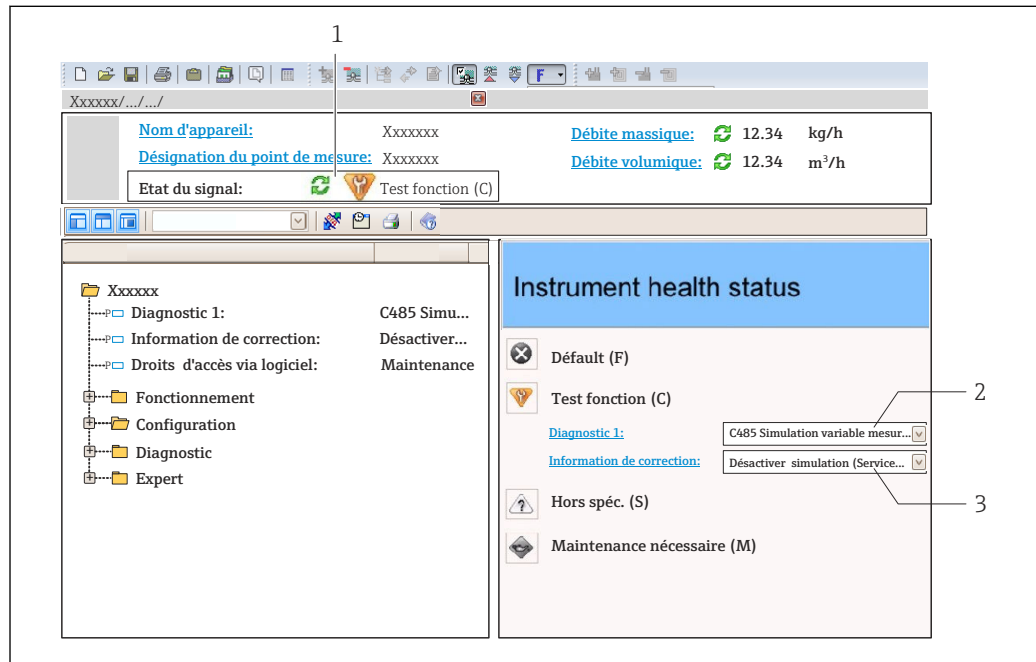 1
F
Xxxxxx/.../.../
Nom d'appareil: Xxxxxxx
Débite massique: 12.34 kg/h
Désignation du point de mesure: Xxxxxxx
Débite volumique: 12.34 m³/h
Etat du signal: Test fonction (C)
Xxxxxx
Diagnostic 1: C485 Simu...
Information de correction: Désactiver...
Droits d'accès via logiciel: Maintenance
Fonctionnement
Configuration
Diagnostic
Expert
Instrument health status
Défault (F)
Test fonction (C)
Diagnostic 1: C485 Simulation variable mesur...
2
Information de correction: Désactiver simulation (Service...
3
Hors spéc. (S)
Maintenance nécessaire (M)